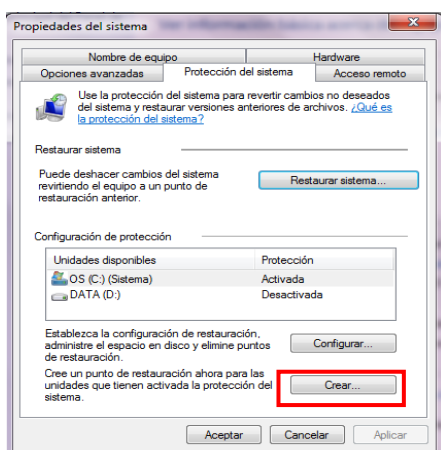 Propiedades del sistema
Nombre de equipo Hardware
Opciones avanzadas Protección del sistema Acceso remoto
Use la protección del sistema para revertir cambios no deseados
del sistema y restaurar versiones anteriores de archivos. ¿Qué es
la protección del sistema?
Restaurar sistema
Puede deshacer cambios del sistema
revirtiendo el equipo a un punto de
restauración anterior.
Restaurar sistema...
Configuración de protección
Unidades disponibles Protección
OS (C:) (Sistema) Activada
DATA (D:) Desactivada
Establezca la configuración de restauración,
administre el espacio en disco y elimine puntos
de restauración.
Configurar...
Cree un punto de restauración ahora para las
unidades que tienen activada la protección del
sistema.
Crear...
Aceptar Cancelar Aplicar